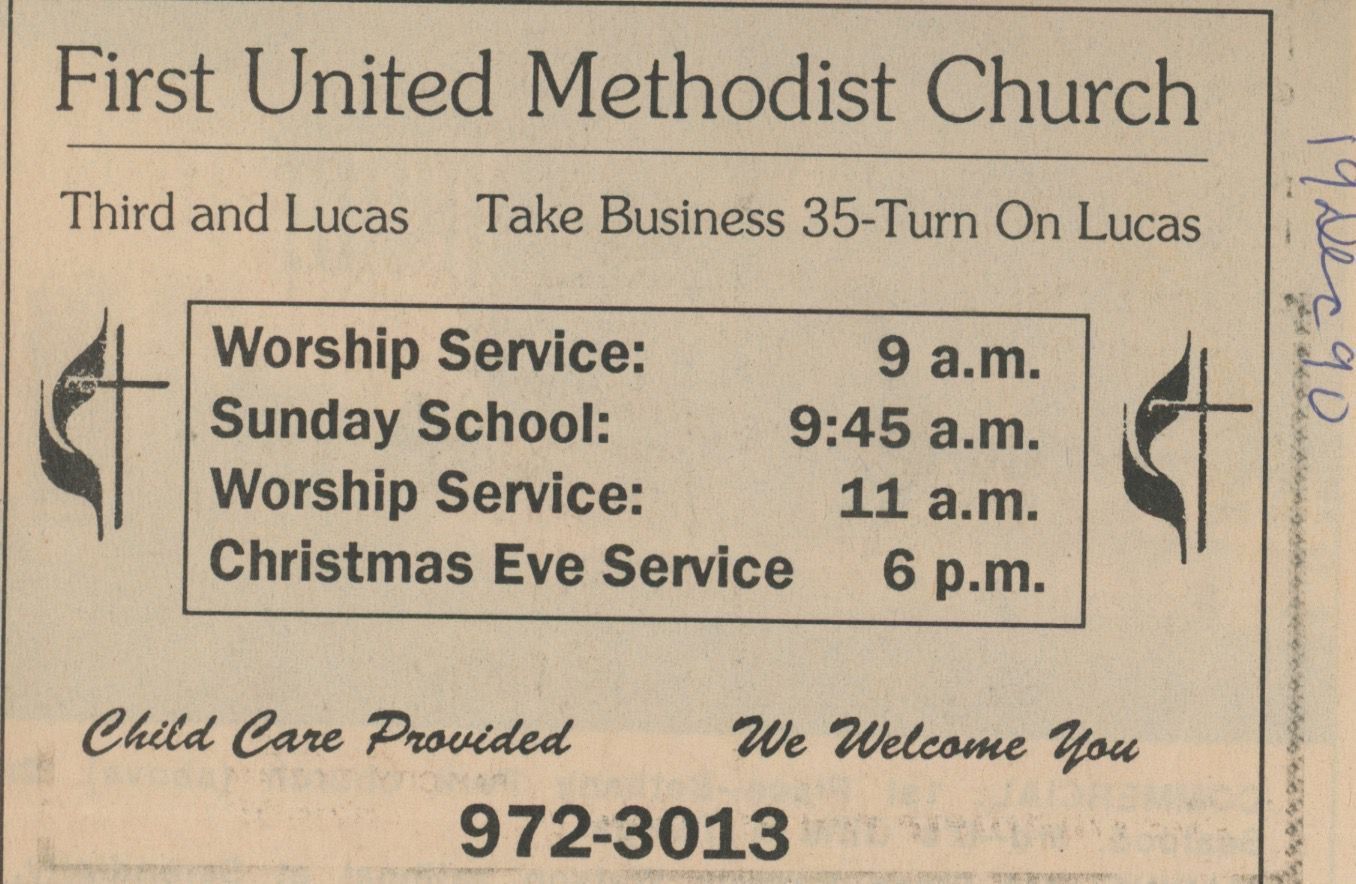 First United Methodist Church
Third and Lucas Take Business 35-Turn On Lucas
Worship Service: 9 a.m.
Sunday School: 9:45 a.m.
Worship Service: 11 a.m.
Christmas Eve Service 6 p.m.
Child Care Provided We Welcome You
972-3013
19 Dec 90